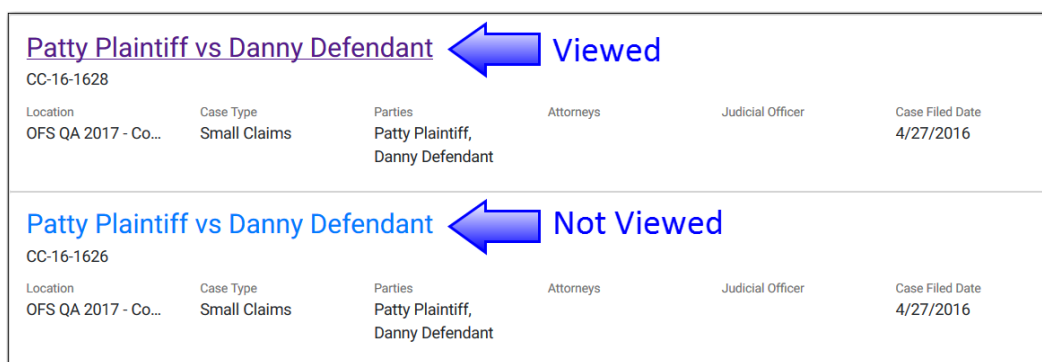 Patty Plaintiff vs Danny Defendant Viewed
CC-16-1628
Location Case Type Parties Attorneys Judicial Officer Case Filed Date
OFS QA 2017 - Co... Small Claims Patty Plaintiff, 4/27/2016
Danny Defendant
Patty Plaintiff vs Danny Defendant Not Viewed
CC-16-1626
Location Case Type Parties Attorneys Judicial Officer Case Filed Date
OFS QA 2017 - Co... Small Claims Patty Plaintiff, 4/27/2016
Danny Defendant